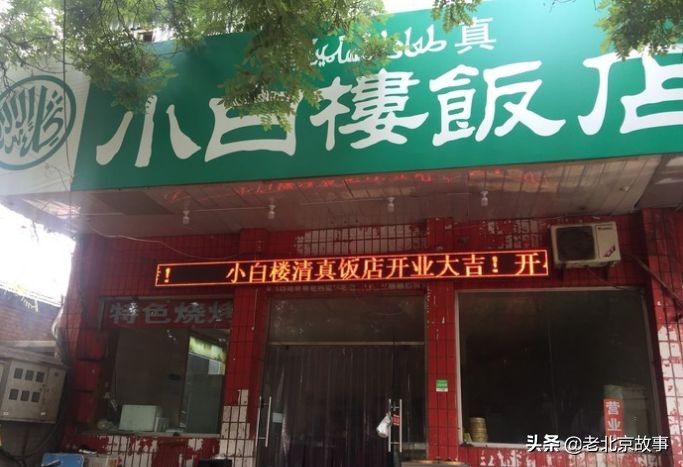 真
小白樓飯店
！ 小白楼清真饭店开业大吉！开
特色燒烤
营业
头条 @老北京故事